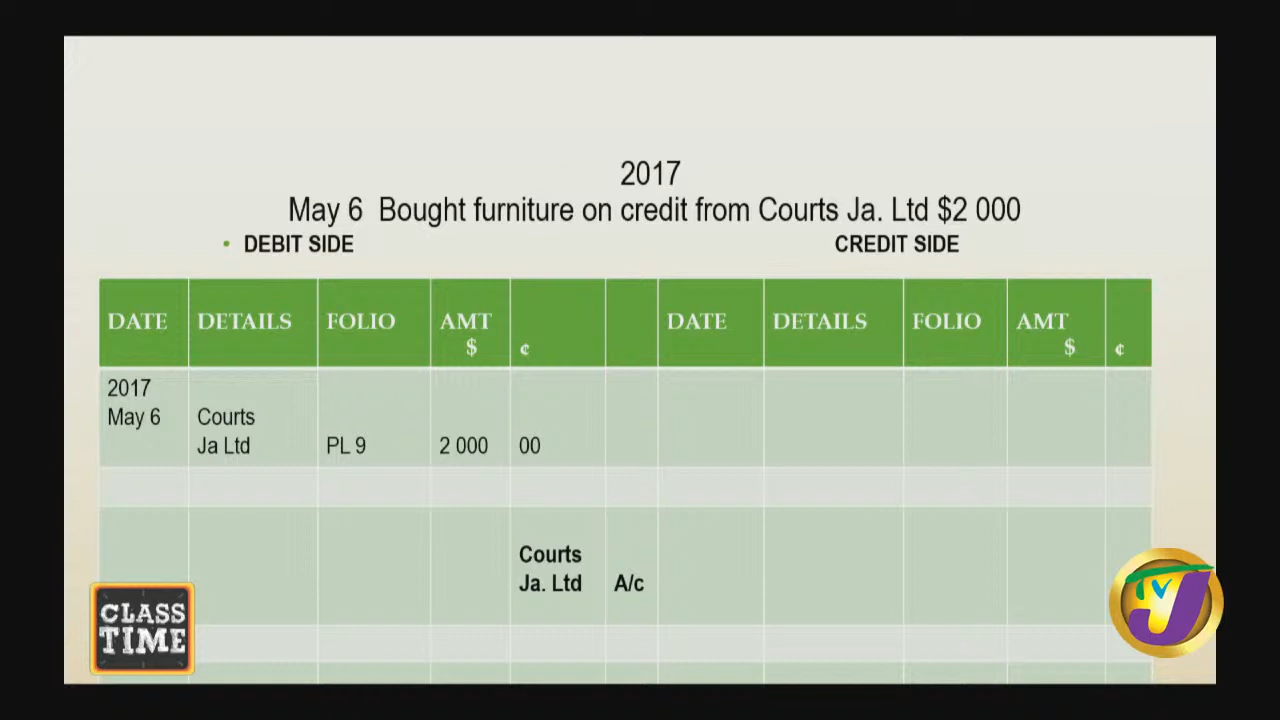 2017
May 6 Bought furniture on credit from Courts Ja. Ltd $2 000
• DEBIT SIDE CREDIT SIDE
DATE DETAILS FOLIO AMT $ ¢ DATE DETAILS FOLIO AMT $ ¢
2017
May 6 Courts
Ja Ltd PL 9 2 000 00
Courts
Ja. Ltd A/c
CLASS
TIME
TVJ